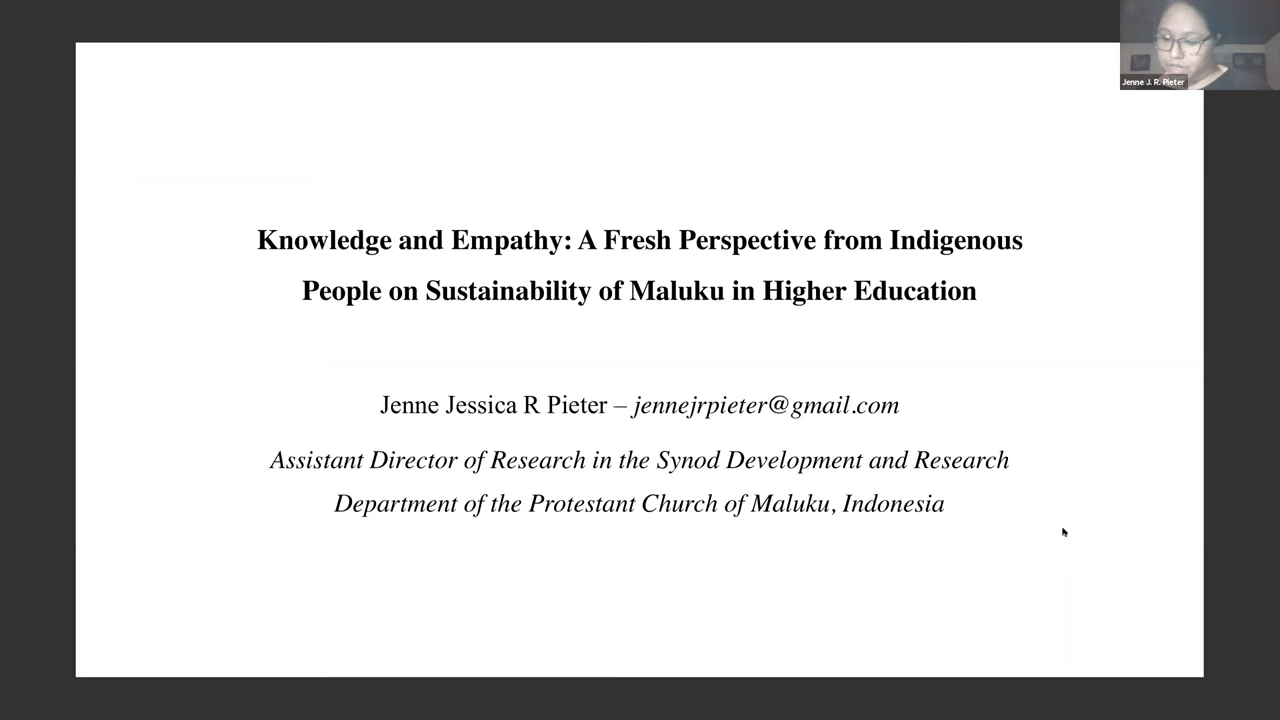 Jenne J. R. Pieter
Knowledge and Empathy: A Fresh Perspective from Indigenous
People on Sustainability of Maluku in Higher Education
Jenne Jessica R Pieter – jennejrpieter@gmail.com
Assistant Director of Research in the Synod Development and Research
Department of the Protestant Church of Maluku, Indonesia